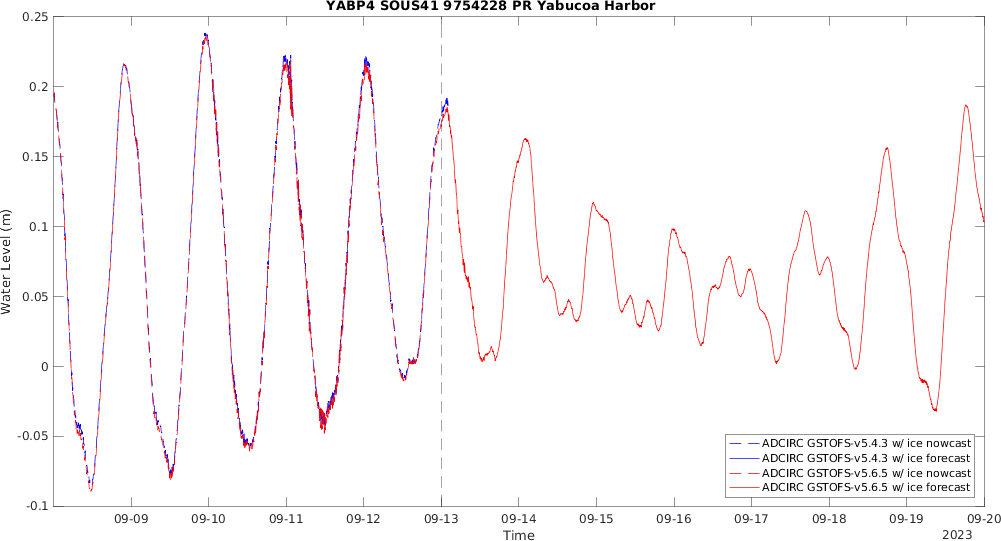 YABP4 SOUS41 9754228 PR Yabucoa Harbor
0.25
0.2
0.15
0.1
0.05
0
-0.05
-0.1
Water Level (m)
ADCIRC GSTOFS-v5.4.3 w/ ice nowcast
ADCIRC GSTOFS-v5.4.3 w/ ice forecast
ADCIRC GSTOFS-v5.6.5 w/ ice nowcast
ADCIRC GSTOFS-v5.6.5 w/ ice forecast
09-09 09-10 09-11 09-12 09-13 09-14 09-15 09-16 09-17 09-18 09-19 09-20
Time
2023